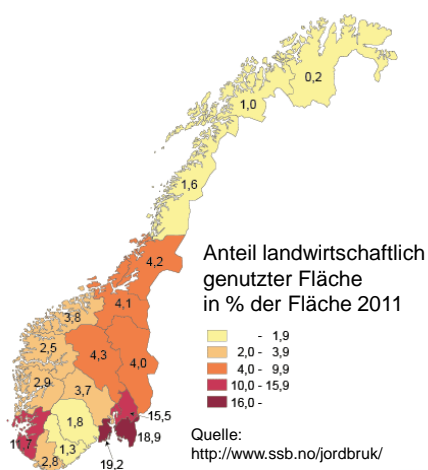 0,2
1,0
1,6
4,2
Anteil landwirtschaftlich
genutzter Fläche
in % der Fläche 2011
4,1
3,8
- 1,9
2,5
2,0 - 3,9
4,3
4,0
4,0 - 9,9
2,9
3,7
10,0 - 15,9
16,0 -
1,8
15,5
11,7
18,9
Quelle:
1,3
http://www.ssb.no/jordbruk/
2,8
19,2